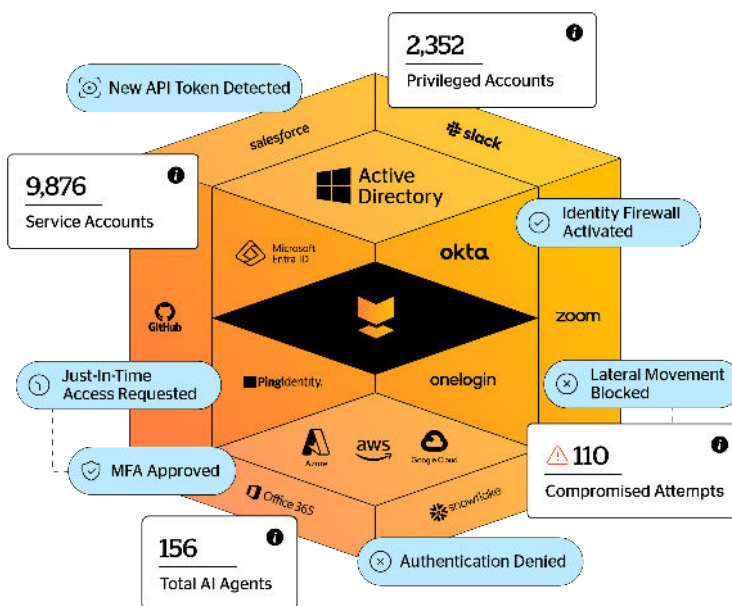 2,352
Privileged Accounts
New API Token Detected
salesforce
slack
Active
Directory
9,876
Service Accounts
Identity Firewall
Activated
Microsoft
Entra ID
okta
GitHub
zoom
Just-In-Time
Access Requested
PingIdentity.
onelogin
Lateral Movement
Blocked
Azure
aws
Google Cloud
MFA Approved
110
Compromised Attempts
Office 365
snowflake
156
Total AI Agents
Authentication Denied